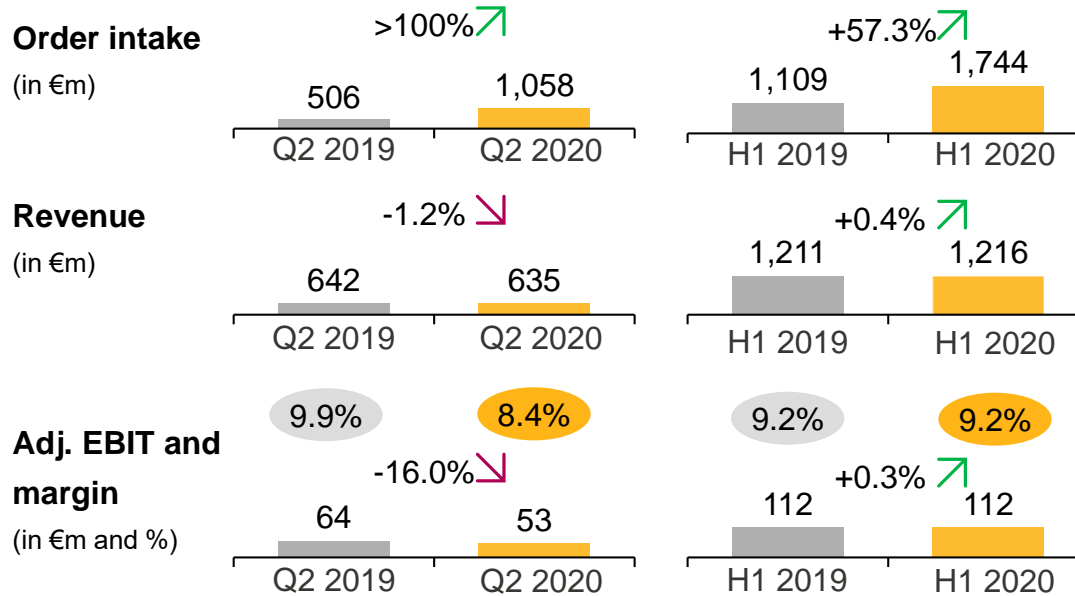 Order intake
(in €m)
>100%
506
1,058
Q2 2019
Q2 2020
+57.3%
1,109
1,744
H1 2019
H1 2020
Revenue
(in €m)
-1.2%
642
635
Q2 2019
Q2 2020
+0.4%
1,211
1,216
H1 2019
H1 2020
Adj. EBIT and
margin
(in €m and %)
9.9%
8.4%
-16.0%
64
53
Q2 2019
Q2 2020
9.2%
9.2%
+0.3%
112
112
H1 2019
H1 2020